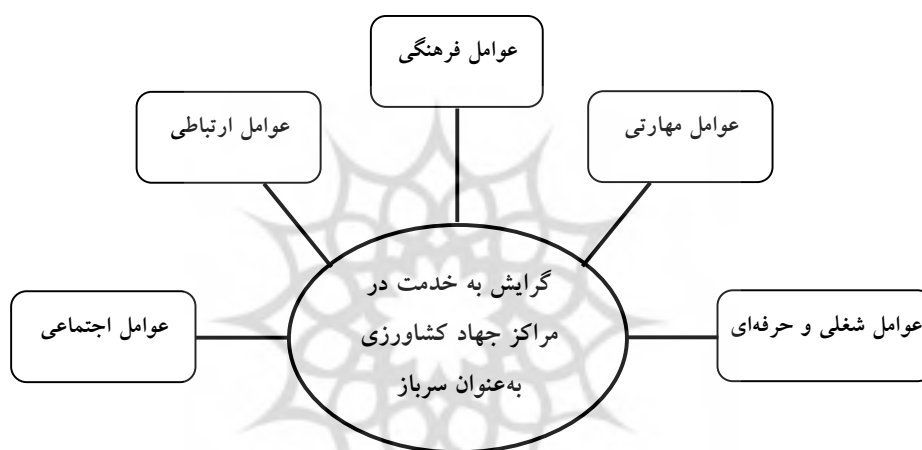 عوامل فرهنگی
عوامل ارتباطی
عوامل مهارتی
گرایش به خدمت در
مراکز جهاد کشاورزی
به‌عنوان سرباز
عوامل اجتماعی
عوامل شغلی و حرفه‌ای